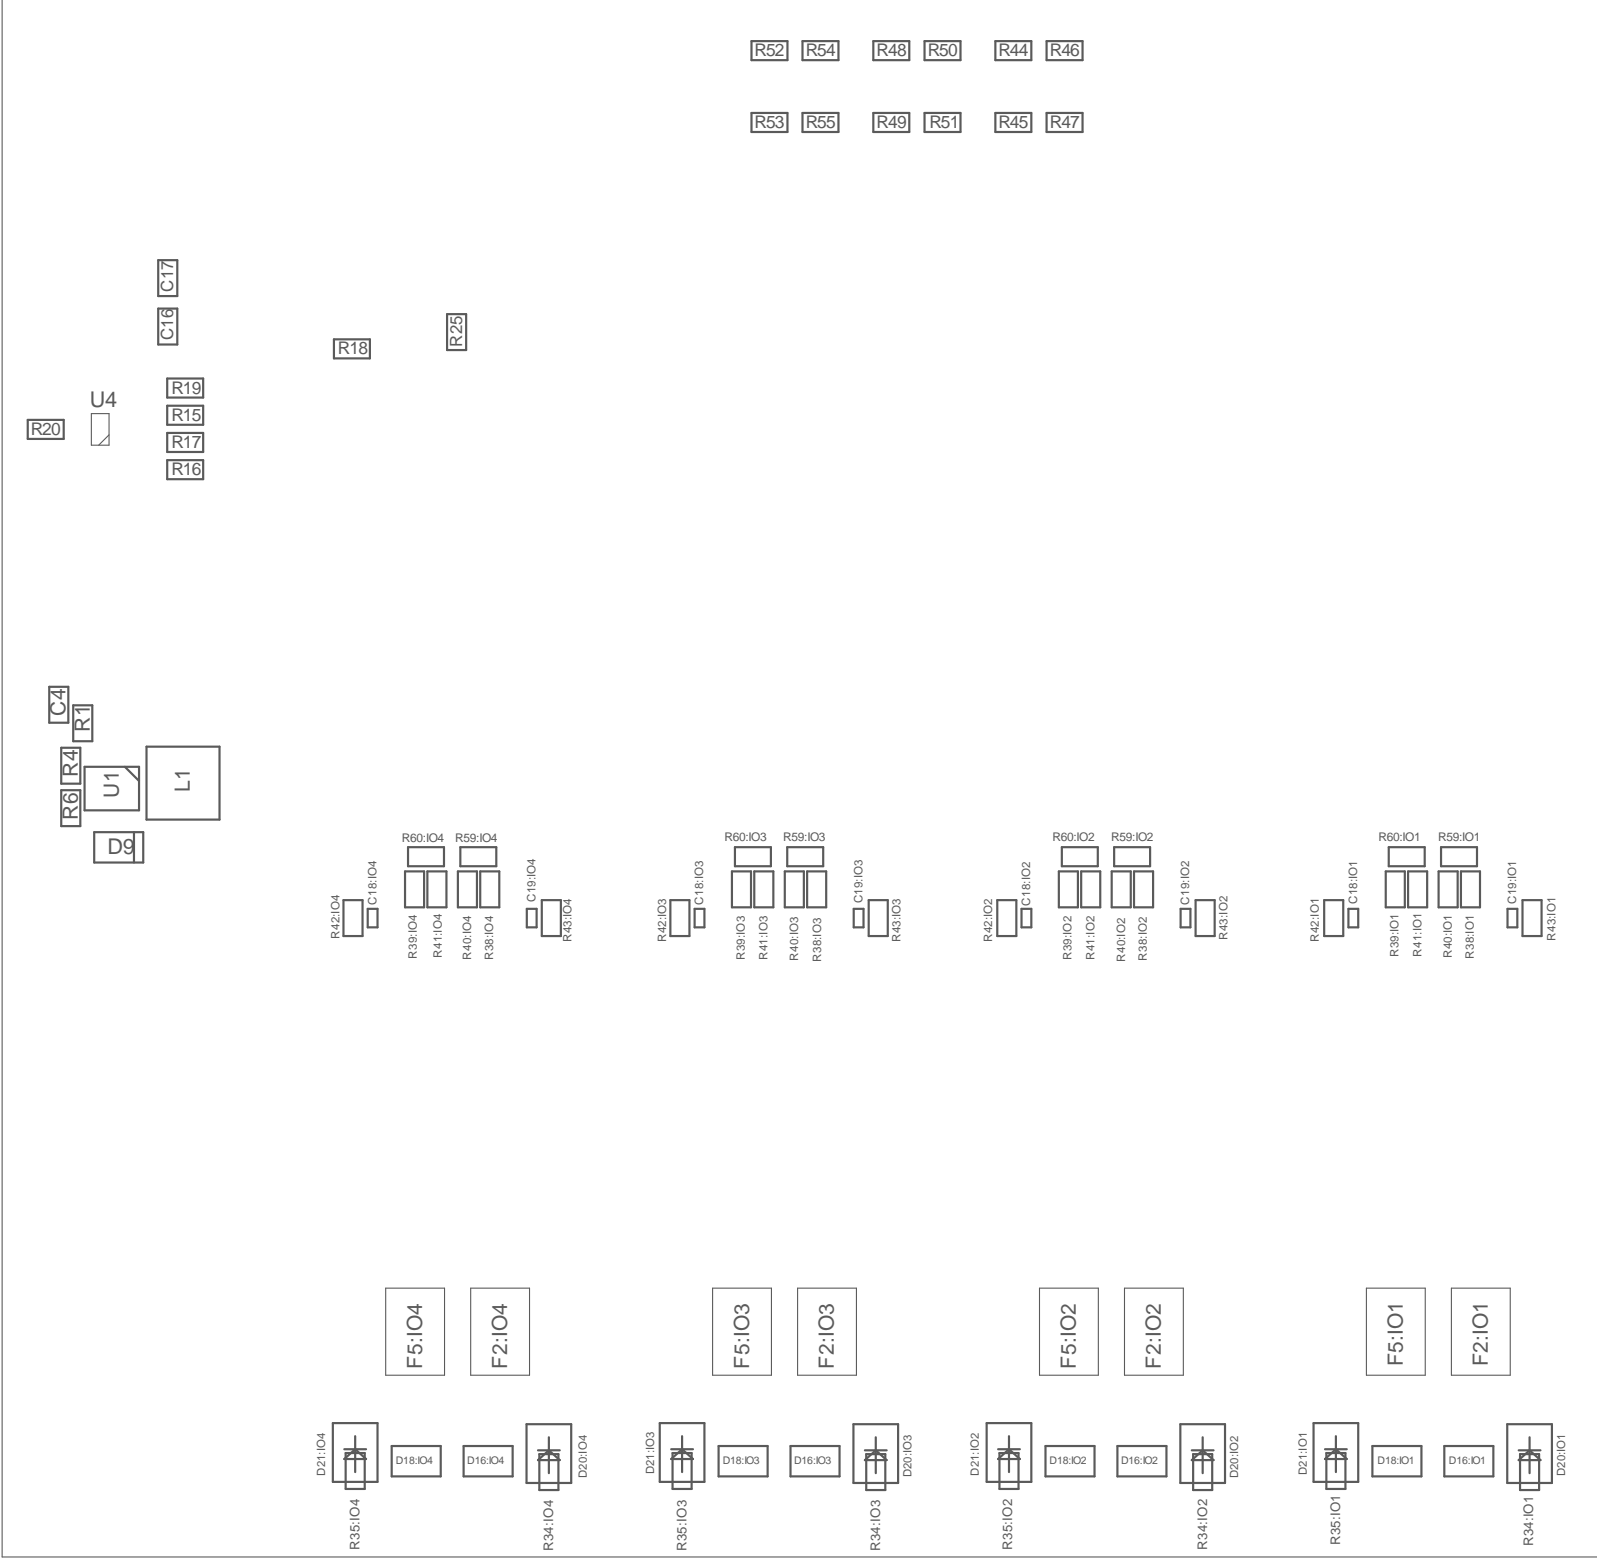 R52 R54 R48 R50 R44 R46
R53 R55 R49 R51 R45 R47
C17
C16
R18
R25
R19
U4
R15
R20
R17
R16
C4
R1
R4
U1
L1
R6
D9
R60:IO4 R59:IO4 R60:IO3 R59:IO3 R60:IO2 R59:IO2 R60:IO1 R59:IO1
C18:IO4 C19:IO4 C18:IO3 C19:IO3 C18:IO2 C19:IO2 C18:IO1 C19:IO1
R42:IO4 R43:IO4 R42:IO3 R43:IO3 R42:IO2 R43:IO2 R42:IO1 R43:IO1
R39:IO4 R41:IO4 R40:IO4 R38:IO4 R39:IO3 R41:IO3 R40:IO3 R38:IO3 R39:IO2 R41:IO2 R40:IO2 R38:IO2 R39:IO1 R41:IO1 R40:IO1 R38:IO1
F5:IO4 F2:IO4 F5:IO3 F2:IO3 F5:IO2 F2:IO2 F5:IO1 F2:IO1
D21:IO4 D18:IO4 D16:IO4 D20:IO4 D21:IO3 D18:IO3 D16:IO3 D20:IO3 D21:IO2 D18:IO2 D16:IO2 D20:IO2 D21:IO1 D18:IO1 D16:IO1 D20:IO1
R35:IO4 R34:IO4 R35:IO3 R34:IO3 R35:IO2 R34:IO2 R35:IO1 R34:IO1